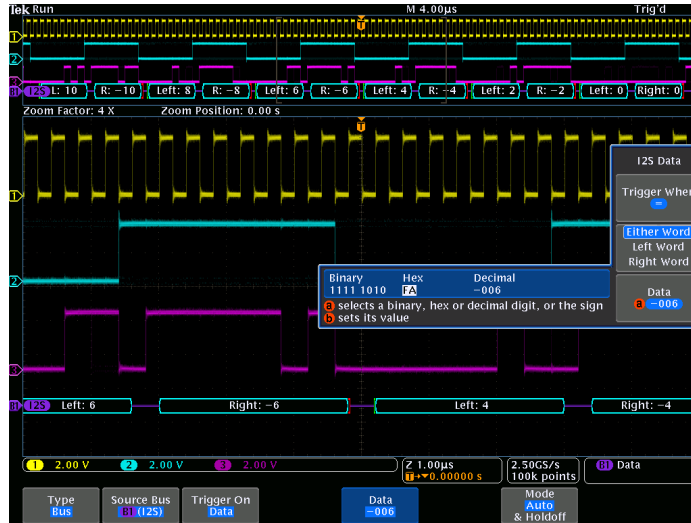 Tek Run M 4.00µs Trig'd
T
1
2
3
B1 I2S L: 10 R: −10 Left: 8 R: −8 Left: 6 R: −6 Left: 4 R: −4 Left: 2 R: −2 Left: 0 Right: 0
Zoom Factor: 4 X Zoom Position: 0.00 s
T
I2S Data
1
Trigger When
=
Either Word
Left Word
Right Word
2
Binary Hex Decimal
1111 1010 FA −006
a selects a binary, hex or decimal digit, or the sign
b sets its value
Data
a −006
3
B1 I2S Left: 6 Right: −6 Left: 4 Right: −4
1 2.00 V 2 2.00 V 3 2.00 V
Z 1.00µs
T→▼0.00000 s
2.50GS/s
100k points
B1 Data
Type
Bus
Source Bus
B1 (I2S)
Trigger On
Data
Data
−006
Mode
Auto
& Holdoff